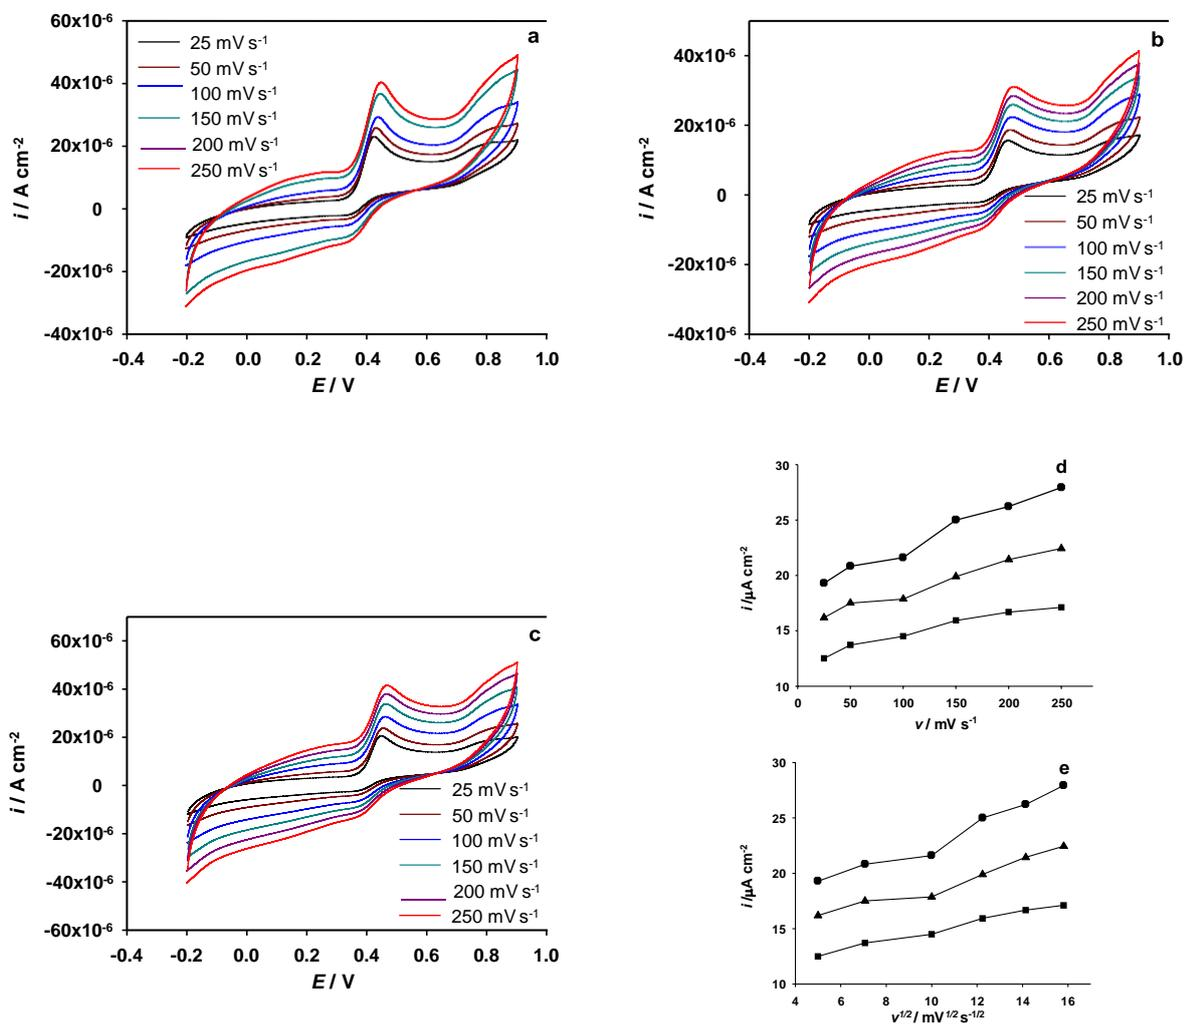 a
60x10-6
40x10-6
20x10-6
0
-20x10-6
-40x10-6
i / A cm-2
25 mV s-1
50 mV s-1
100 mV s-1
150 mV s-1
200 mV s-1
250 mV s-1
-0.4 -0.2 0.0 0.2 0.4 0.6 0.8 1.0
E / V
b
40x10-6
20x10-6
0
-20x10-6
-40x10-6
i / A cm-2
25 mV s-1
50 mV s-1
100 mV s-1
150 mV s-1
200 mV s-1
250 mV s-1
-0.4 -0.2 0.0 0.2 0.4 0.6 0.8 1.0
E / V
c
60x10-6
40x10-6
20x10-6
0
-20x10-6
-40x10-6
-60x10-6
i / A cm-2
25 mV s-1
50 mV s-1
100 mV s-1
150 mV s-1
200 mV s-1
250 mV s-1
-0.4 -0.2 0.0 0.2 0.4 0.6 0.8 1.0
E / V
d
30
25
20
15
10
i /µA cm-2
0 50 100 150 200 250
v / mV s-1
e
30
25
20
15
10
i /µA cm-2
4 6 8 10 12 14 16
v1/2 / mV1/2 s-1/2